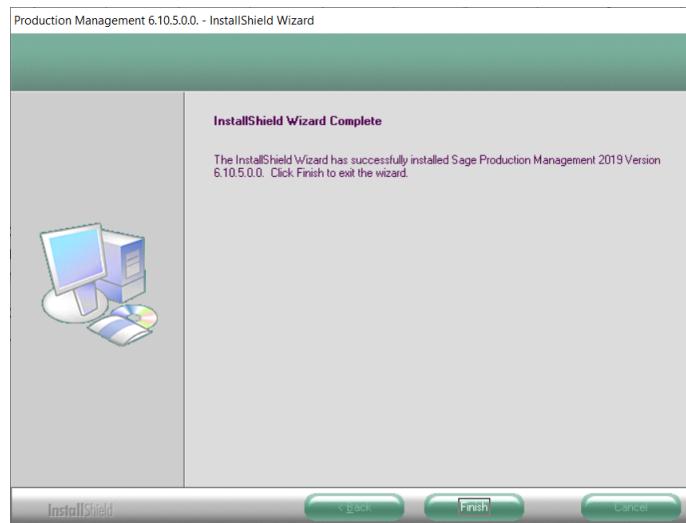 Production Management 6.10.5.0.0. - InstallShield Wizard
InstallShield Wizard Complete
The InstallShield Wizard has successfully installed Sage Production Management 2019 Version
6.10.5.0.0. Click Finish to exit the wizard.
InstallShield
< Back
Finish
Cancel